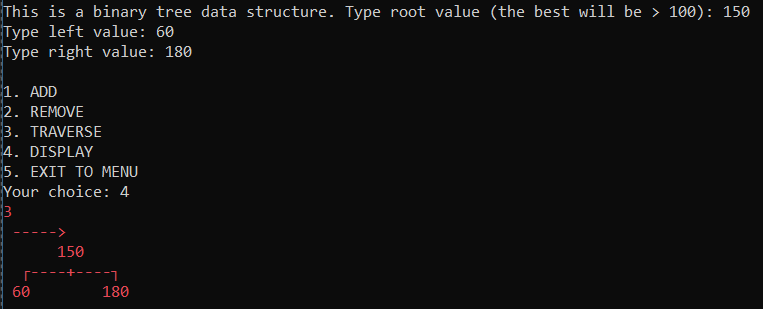 This is a binary tree data structure. Type root value (the best will be > 100): 150
Type left value: 60
Type right value: 180

1. ADD
2. REMOVE
3. TRAVERSE
4. DISPLAY
5. EXIT TO MENU
Your choice: 4
3
 ----->
      150
  ┌----+----┐
 60        180